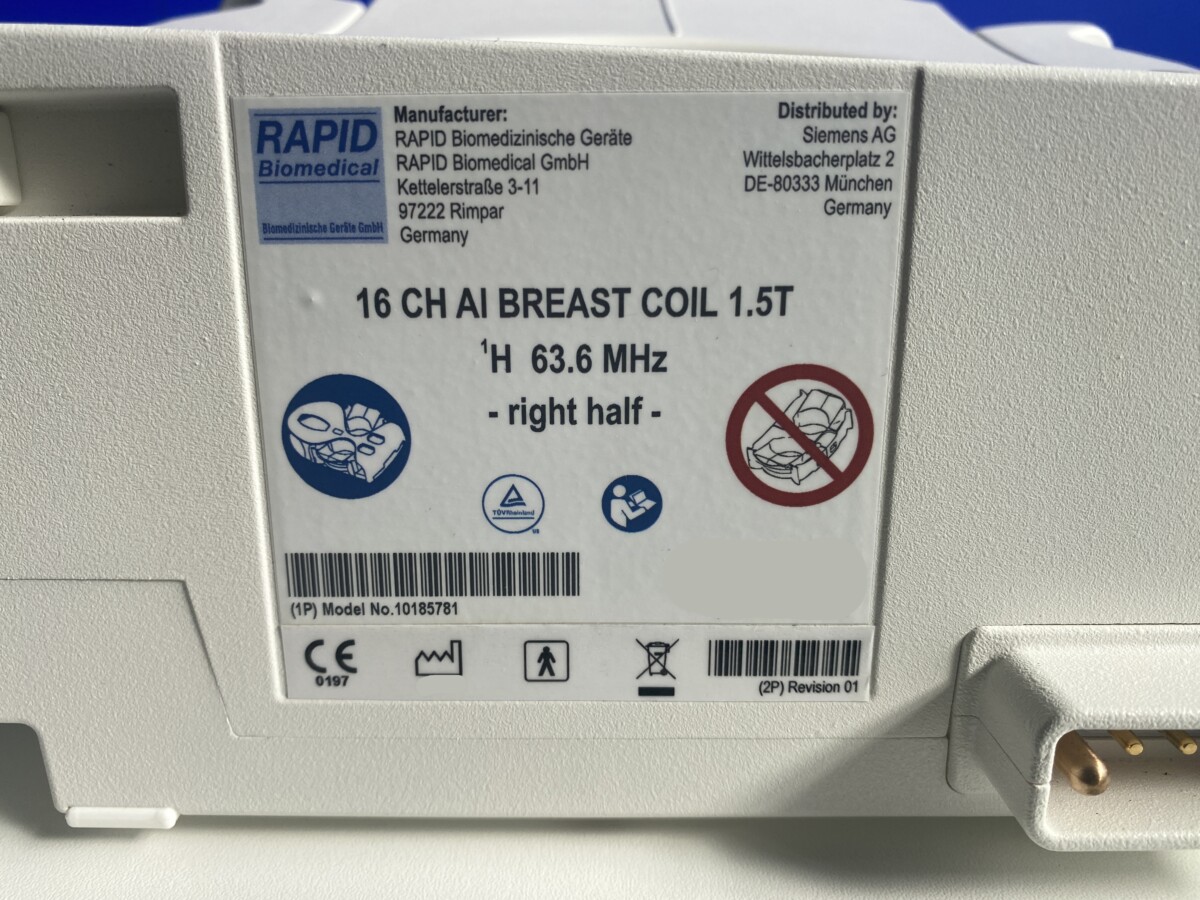 RAPID
Biomedical
Biomedizinische Geräte GmbH
Manufacturer:
RAPID Biomedizinische Geräte
RAPID Biomedical GmbH
Kettelerstraße 3-11
97222 Rimpar
Germany
Distributed by:
Siemens AG
Wittelsbacherplatz 2
DE-80333 München
Germany
16 CH AI BREAST COIL 1.5T
¹H 63.6 MHz
- right half -
TÜVRheinland
US
(1P) Model No.10185781
CE
0197
(2P) Revision 01